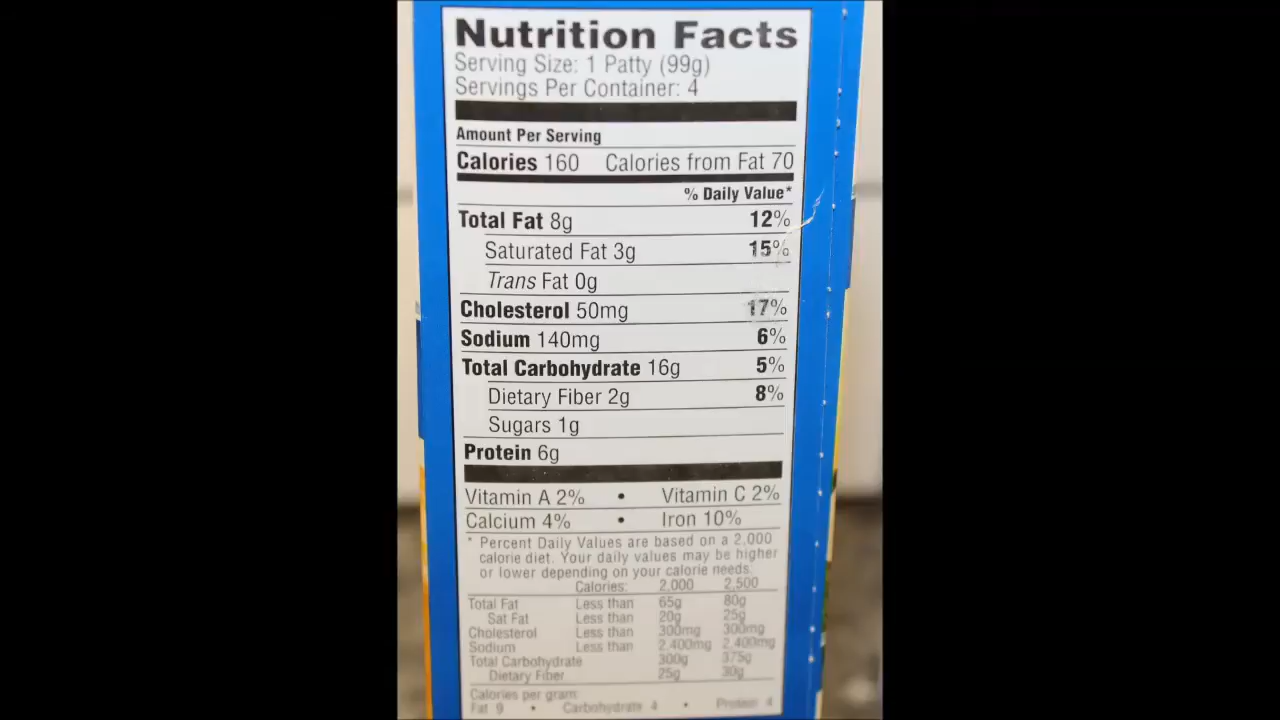 Nutrition Facts
Serving Size: 1 Patty (99g)
Servings Per Container: 4
Amount Per Serving
Calories 160 Calories from Fat 70
% Daily Value*
Total Fat 8g 12%
Saturated Fat 3g 15%
Trans Fat 0g
Cholesterol 50mg 17%
Sodium 140mg 6%
Total Carbohydrate 16g 5%
Dietary Fiber 2g 8%
Sugars 1g
Protein 6g
Vitamin A 2% • Vitamin C 2%
Calcium 4% • Iron 10%
* Percent Daily Values are based on a 2,000
calorie diet. Your daily values may be higher
or lower depending on your calorie needs:
Calories: 2,000 2,500
Total Fat Less than 65g 80g
Sat Fat Less than 20g 25g
Cholesterol Less than 300mg 300mg
Sodium Less than 2,400mg 2,400mg
Total Carbohydrate 300g 375g
Dietary Fiber 25g 30g
Calories per gram:
Fat 9 • Carbohydrate 4 • Protein 4